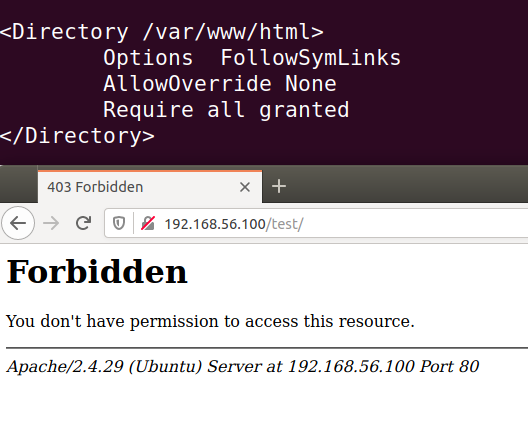 <Directory /var/www/html>
Options  FollowSymLinks
AllowOverride None
Require all granted
</Directory>
403 Forbidden
192.168.56.100/test/
Forbidden
You don't have permission to access this resource.
Apache/2.4.29 (Ubuntu) Server at 192.168.56.100 Port 80